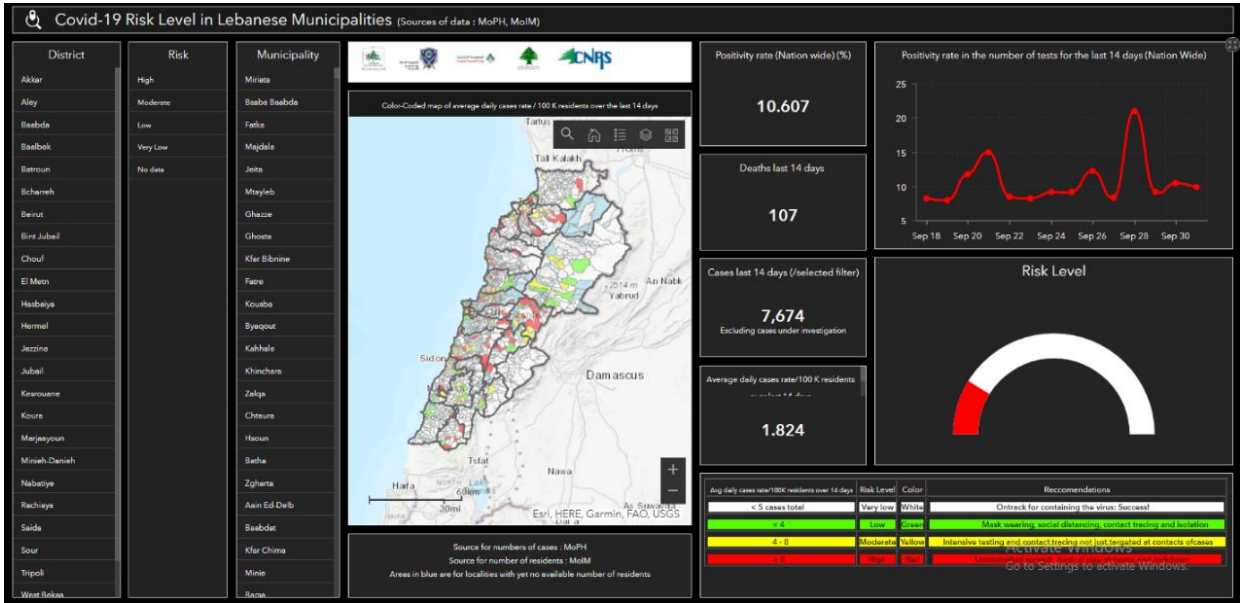 Covid-19 Risk Level in Lebanese Municipalities (Sources of data : MoPH, MoIM)
District
Akkar
Aley
Baabda
Baalbek
Batroun
Bcharreh
Beirut
Bint Jubeil
Chouf
El Metn
Hasbaiya
Hermel
Jezzine
Jubail
Kesrouane
Koura
Marjaayoun
Minieh-Danieh
Nabatiye
Rachiaya
Saida
Sour
Tripoli
West Bekaa
Risk
High
Moderate
Low
Very Low
No data
Municipality
Miriata
Baaba Baabda
Fatka
Majdala
Jeita
Mtayleb
Ghazze
Ghosta
Kfar Bibnine
Fatre
Kousba
Byaqout
Kahhale
Khinchara
Zalqa
Chtaura
Hsoun
Batha
Zgharta
Aain Ed-Delb
Baabdat
Kfar Chima
Minie
Barsa
CNRS
Color-Coded map of average daily cases rate / 100 K residents over the last 14 days
Tartus
Tall Kalakh
Homs
2614 m
An Nabk
Yabrud
Sidon
Damascus
Tstat
Nawa
Haifa
60km
30mi
As Suwayda
Esri, HERE, Garmin, FAO, USGS
Source for numbers of cases : MoPH
Source for number of residents : MoIM
Areas in blue are for localities with yet no available number of residents
Positivity rate (Nation wide) (%)
10.607
Deaths last 14 days
107
Cases last 14 days (/selected filter)
7,674
Excluding cases under investigation
Average daily cases rate/100 K residents
over last 14 days
1.824
Positivity rate in the number of tests for the last 14 days (Nation Wide)
25
20
15
10
5
Sep 18 Sep 20 Sep 22 Sep 24 Sep 26 Sep 28 Sep 30
Risk Level
Avg daily cases rate/100K residents over 14 days Risk Level Color Reccomendations
< 5 cases total Very low White Ontrack for containing the virus: Success!
< 4 Low Green Mask wearing, social distancing, contact tracing and isolation
4 - 8 Moderate Yellow Intensive testing and contact tracing not just targeted at contacts ofcases
> 8 High Red
Activate Windows
Go to Settings to activate Windows.